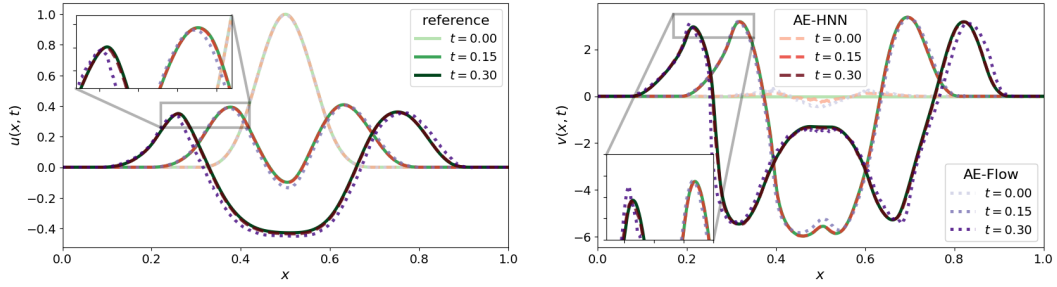 1.0
0.8
0.6
0.4
0.2
0.0
−0.2
−0.4
u(x, t)
reference
t = 0.00
t = 0.15
t = 0.30
0.0 0.2 0.4 0.6 0.8 1.0
x
2
0
−2
−4
−6
v(x, t)
AE-HNN
t = 0.00
t = 0.15
t = 0.30
AE-Flow
t = 0.00
t = 0.15
t = 0.30
0.0 0.2 0.4 0.6 0.8 1.0
x